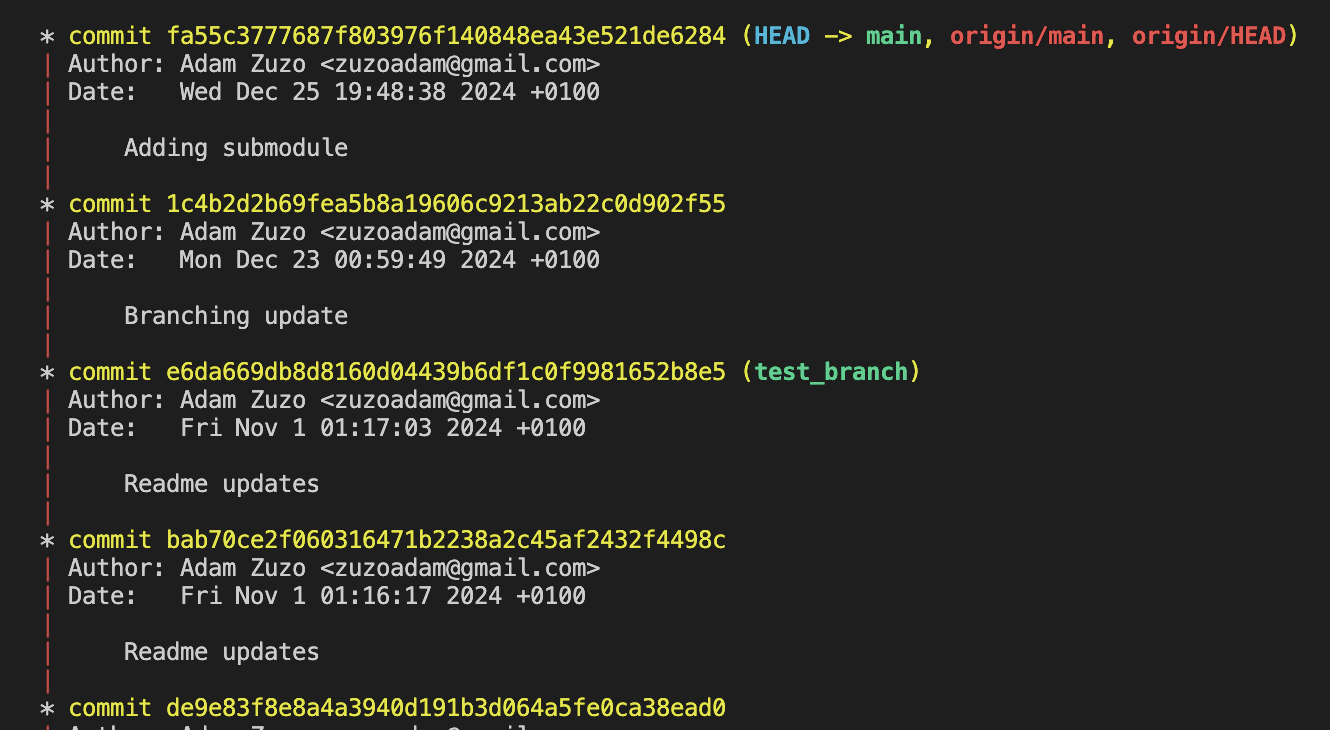 * commit fa55c3777687f803976f140848ea43e521de6284 (HEAD -> main, origin/main, origin/HEAD)
| Author: Adam Zuzo <zuzoadam@gmail.com>
| Date:   Wed Dec 25 19:48:38 2024 +0100
|
|     Adding submodule
|
* commit 1c4b2d2b69fea5b8a19606c9213ab22c0d902f55
| Author: Adam Zuzo <zuzoadam@gmail.com>
| Date:   Mon Dec 23 00:59:49 2024 +0100
|
|     Branching update
|
* commit e6da669db8d8160d04439b6df1c0f9981652b8e5 (test_branch)
| Author: Adam Zuzo <zuzoadam@gmail.com>
| Date:   Fri Nov 1 01:17:03 2024 +0100
|
|     Readme updates
|
* commit bab70ce2f060316471b2238a2c45af2432f4498c
| Author: Adam Zuzo <zuzoadam@gmail.com>
| Date:   Fri Nov 1 01:16:17 2024 +0100
|
|     Readme updates
|
* commit de9e83f8e8a4a3940d191b3d064a5fe0ca38ead0